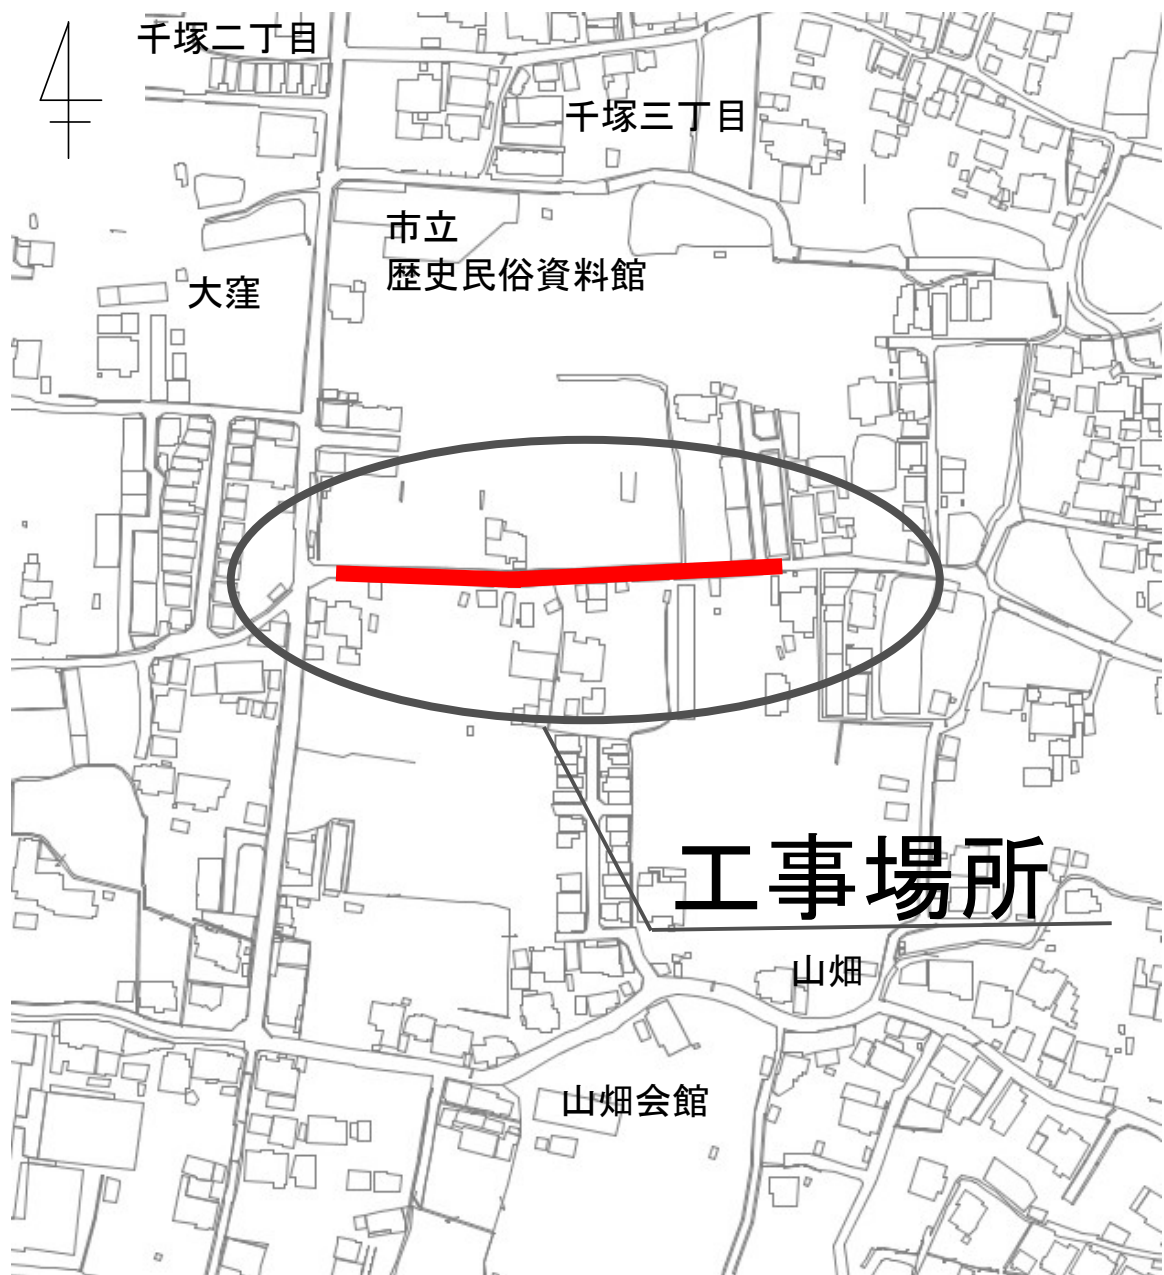 千塚二丁目
千塚三丁目
市立
歴史民俗資料館
大窪
工事場所
山畑
山畑会館